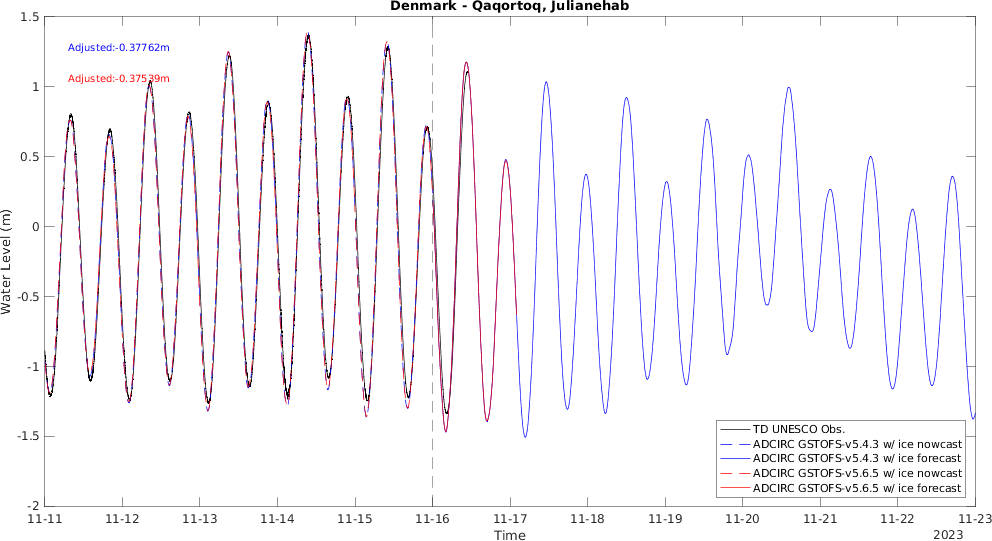 Denmark - Qaqortoq, Julianehab
Adjusted:-0.37762m
Adjusted:-0.37539m
Water Level (m)
1.5
1
0.5
0
-0.5
-1
-1.5
-2
TD UNESCO Obs.
ADCIRC GSTOFS-v5.4.3 w/ ice nowcast
ADCIRC GSTOFS-v5.4.3 w/ ice forecast
ADCIRC GSTOFS-v5.6.5 w/ ice nowcast
ADCIRC GSTOFS-v5.6.5 w/ ice forecast
11-11 11-12 11-13 11-14 11-15 11-16 11-17 11-18 11-19 11-20 11-21 11-22 11-23
Time
2023